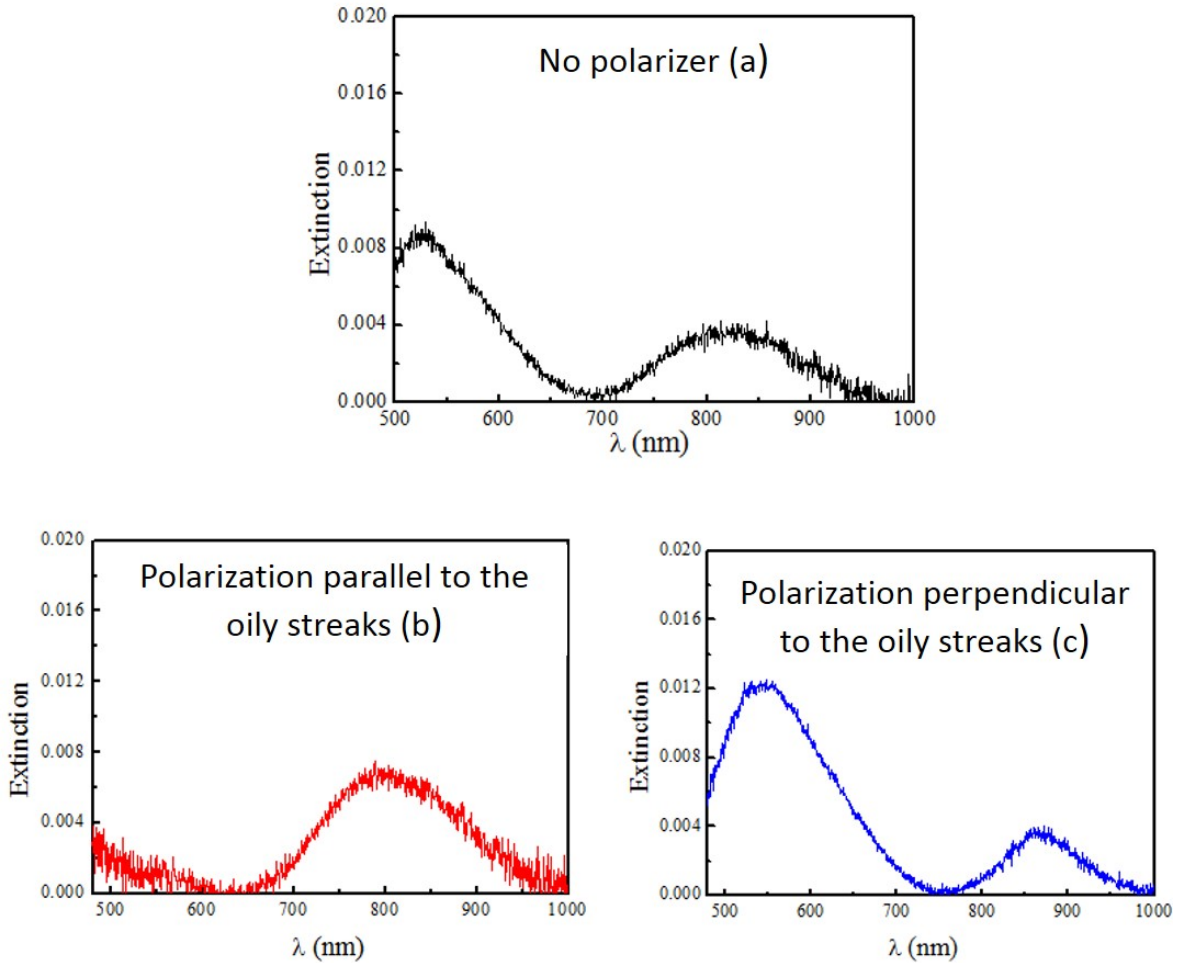 No polarizer (a)
0.020
0.016
0.012
0.008
0.004
0.000
Extinction
500 600 700 800 900 1000
λ (nm)
Polarization parallel to the
oily streaks (b)
0.020
0.016
0.012
0.008
0.004
0.000
Extinction
500 600 700 800 900 1000
λ (nm)
Polarization perpendicular
to the oily streaks (c)
0.020
0.016
0.012
0.008
0.004
0.000
Extinction
500 600 700 800 900 1000
λ (nm)